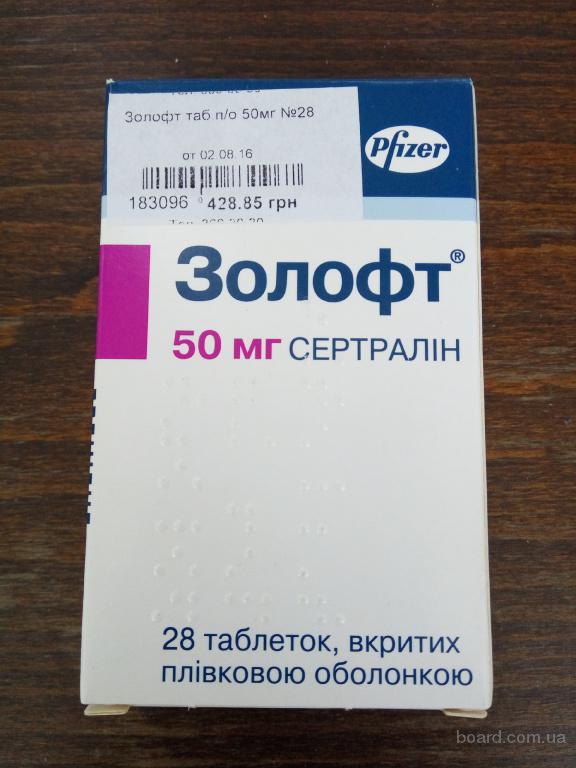 Золофт таб.п/о 50мг №28
от 02.08.16
183096 0 428.85 грн
Pfizer
Золофт®
50 мг СЕРТРАЛІН
28 таблеток, вкритих
плівковою оболонкою
board.com.ua